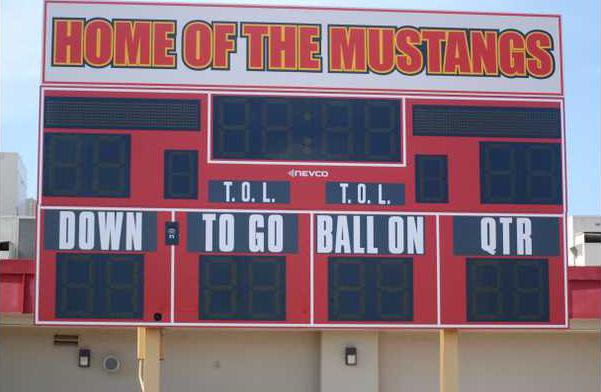 HOME OF THE MUSTANGS
NEVCO
T. O. L. T. O. L.
DOWN TO GO BALL ON QTR